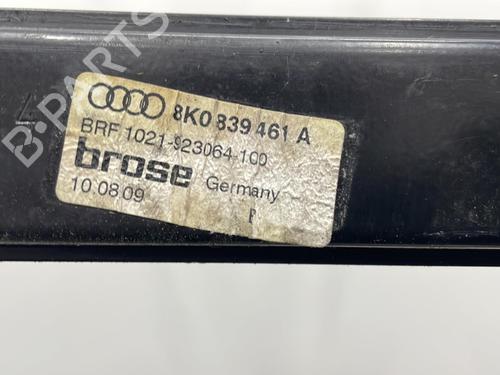 8K0 839 461 A
BRF 1021-923064-100
brose Germany
10.08.09
B-PARTS